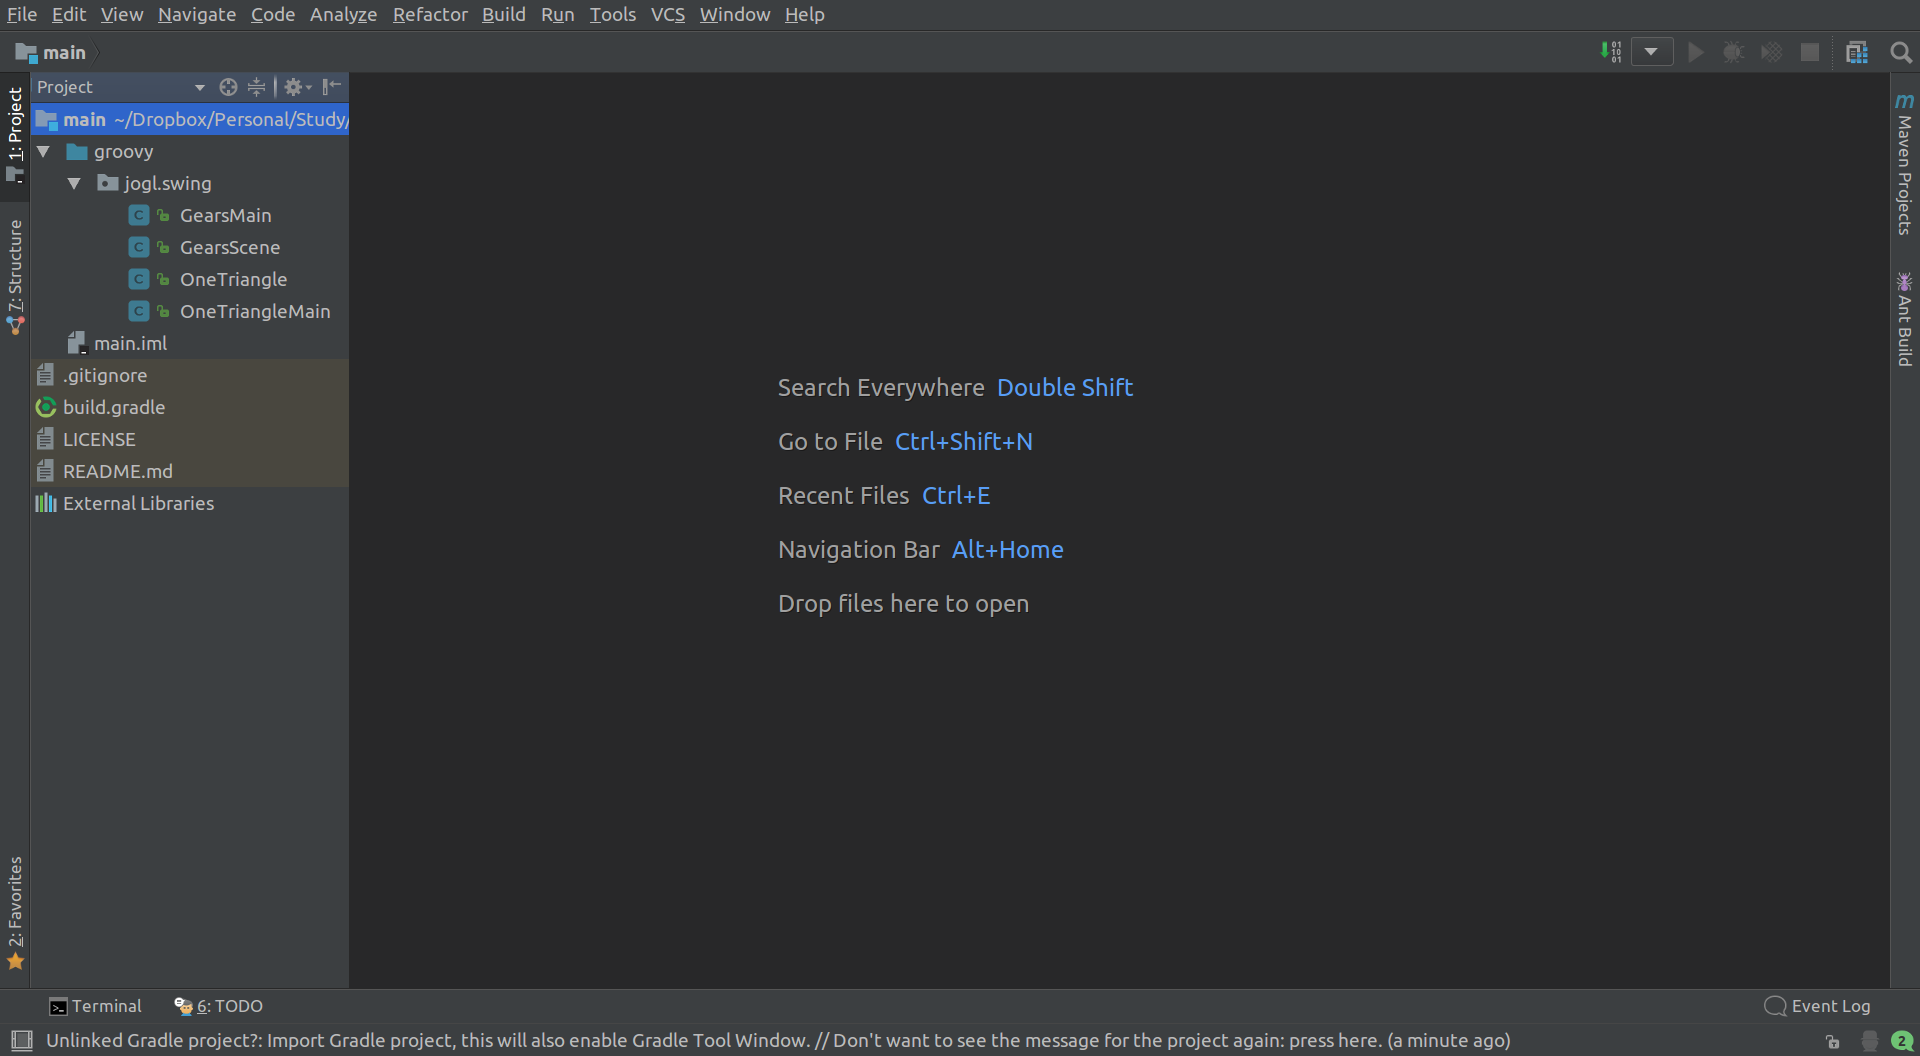 File Edit View Navigate Code Analyze Refactor Build Run Tools VCS Window Help
main
Project
main ~/Dropbox/Personal/Study/
groovy
jogl.swing
C GearsMain
C GearsScene
C OneTriangle
C OneTriangleMain
main.iml
.gitignore
build.gradle
LICENSE
README.md
External Libraries
1: Project
7: Structure
2: Favorites
Search Everywhere Double Shift
Go to File Ctrl+Shift+N
Recent Files Ctrl+E
Navigation Bar Alt+Home
Drop files here to open
m Maven Projects
Ant Build
Terminal
6: TODO
Event Log
Unlinked Gradle project?: Import Gradle project, this will also enable Gradle Tool Window. // Don't want to see the message for the project again: press here. (a minute ago)
2